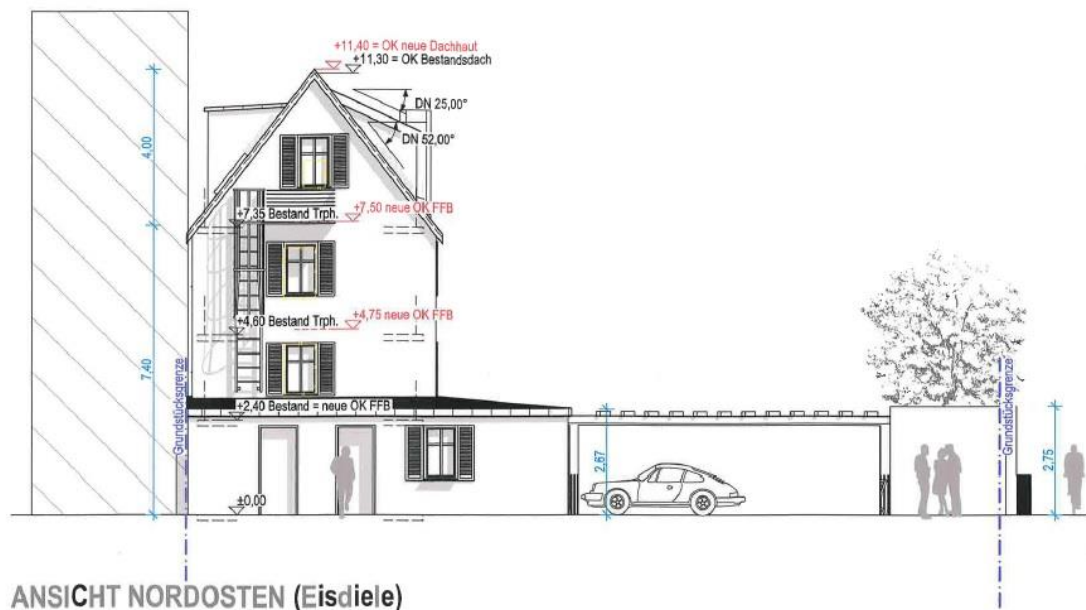 +11,40 = OK neue Dachhaut
+11,30 = OK Bestandsdach
DN 25,00°
DN 52,00°
4,00
+7,35 Bestand Trph.
+7,50 neue OK FFB
+4,60 Bestand Trph.
+4,75 neue OK FFB
7,40
Grundstücksgrenze
Grundstücksgrenze
+2,40 Bestand = neue OK FFB
2,67
2,75
±0,00
ANSICHT NORDOSTEN (Eisdiele)